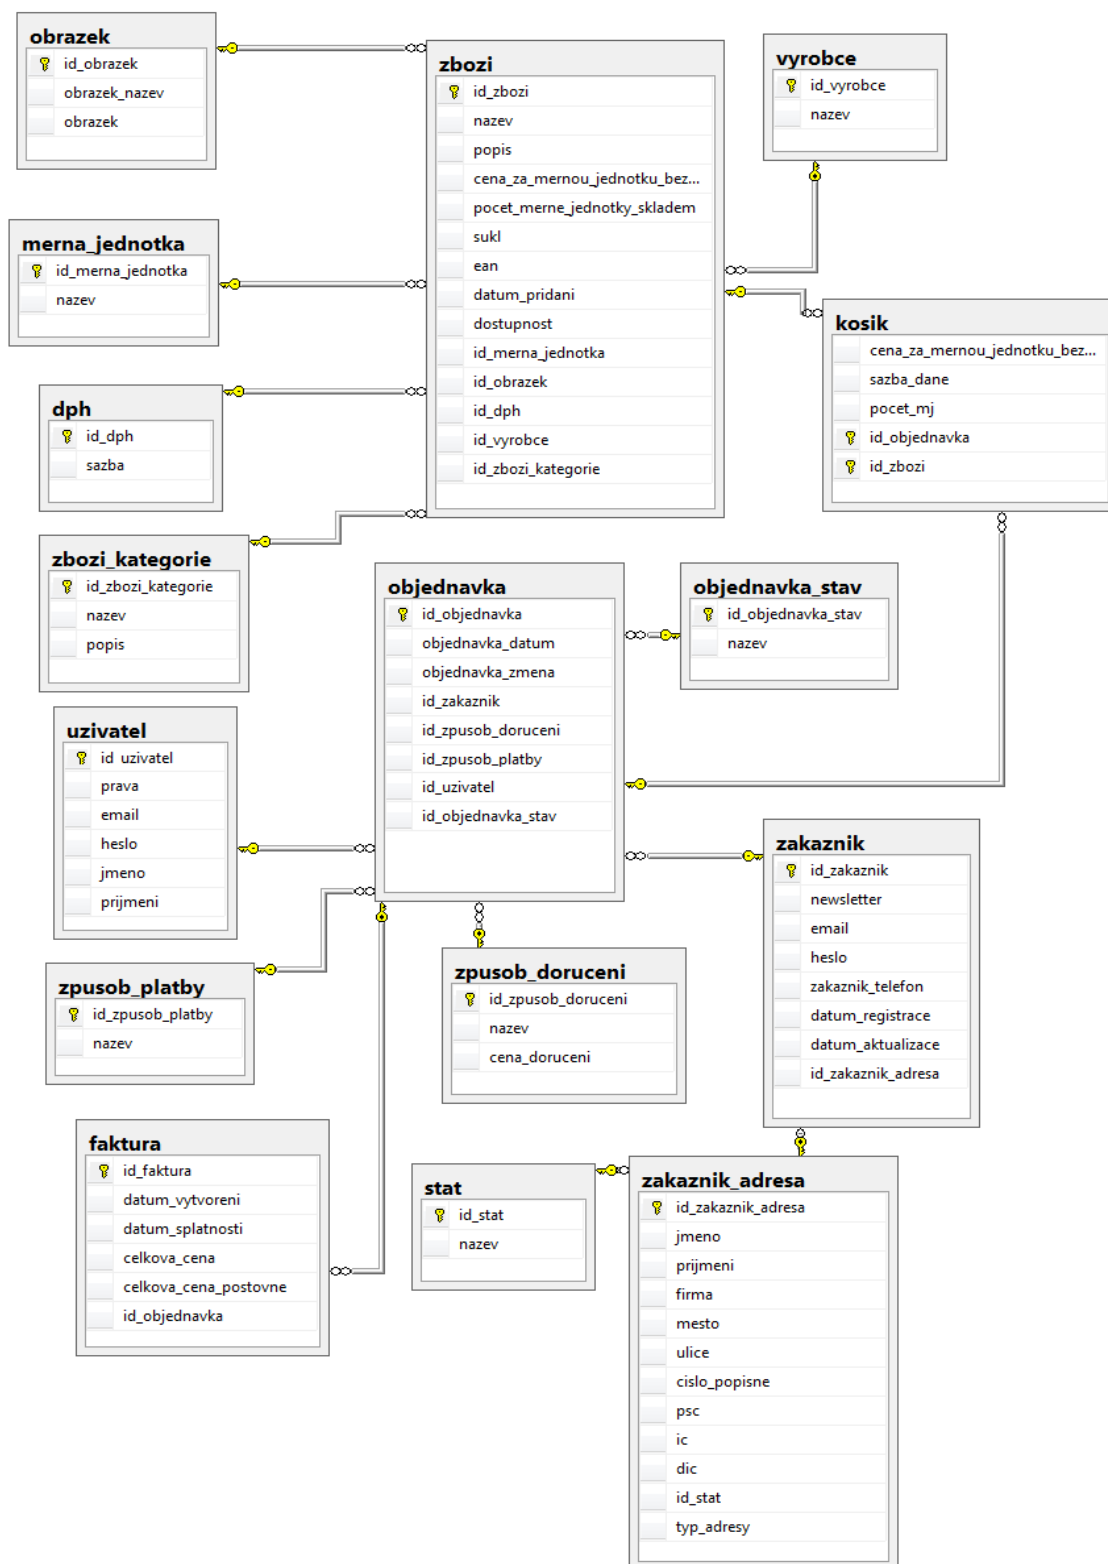 obrazek
id_obrazek
obrazek_nazev
obrazek
zbozi
id_zbozi
nazev
popis
cena_za_mernou_jednotku_bez...
pocet_merne_jednotky_skladem
sukl
ean
datum_pridani
dostupnost
id_merna_jednotka
id_obrazek
id_dph
id_vyrobce
id_zbozi_kategorie
vyrobce
id_vyrobce
nazev
merna_jednotka
id_merna_jednotka
nazev
kosik
cena_za_mernou_jednotku_bez...
sazba_dane
pocet_mj
id_objednavka
id_zbozi
dph
id_dph
sazba
zbozi_kategorie
id_zbozi_kategorie
nazev
popis
objednavka
id_objednavka
objednavka_datum
objednavka_zmena
id_zakaznik
id_zpusob_doruceni
id_zpusob_platby
id_uzivatel
id_objednavka_stav
objednavka_stav
id_objednavka_stav
nazev
uzivatel
id_uzivatel
prava
email
heslo
jmeno
prijmeni
zakaznik
id_zakaznik
newsletter
email
heslo
zakaznik_telefon
datum_registrace
datum_aktualizace
id_zakaznik_adresa
zpusob_platby
id_zpusob_platby
nazev
zpusob_doruceni
id_zpusob_doruceni
nazev
cena_doruceni
faktura
id_faktura
datum_vytvoreni
datum_splatnosti
celkova_cena
celkova_cena_postovne
id_objednavka
stat
id_stat
nazev
zakaznik_adresa
id_zakaznik_adresa
jmeno
prijmeni
firma
mesto
ulice
cislo_popisne
psc
ic
dic
id_stat
typ_adresy